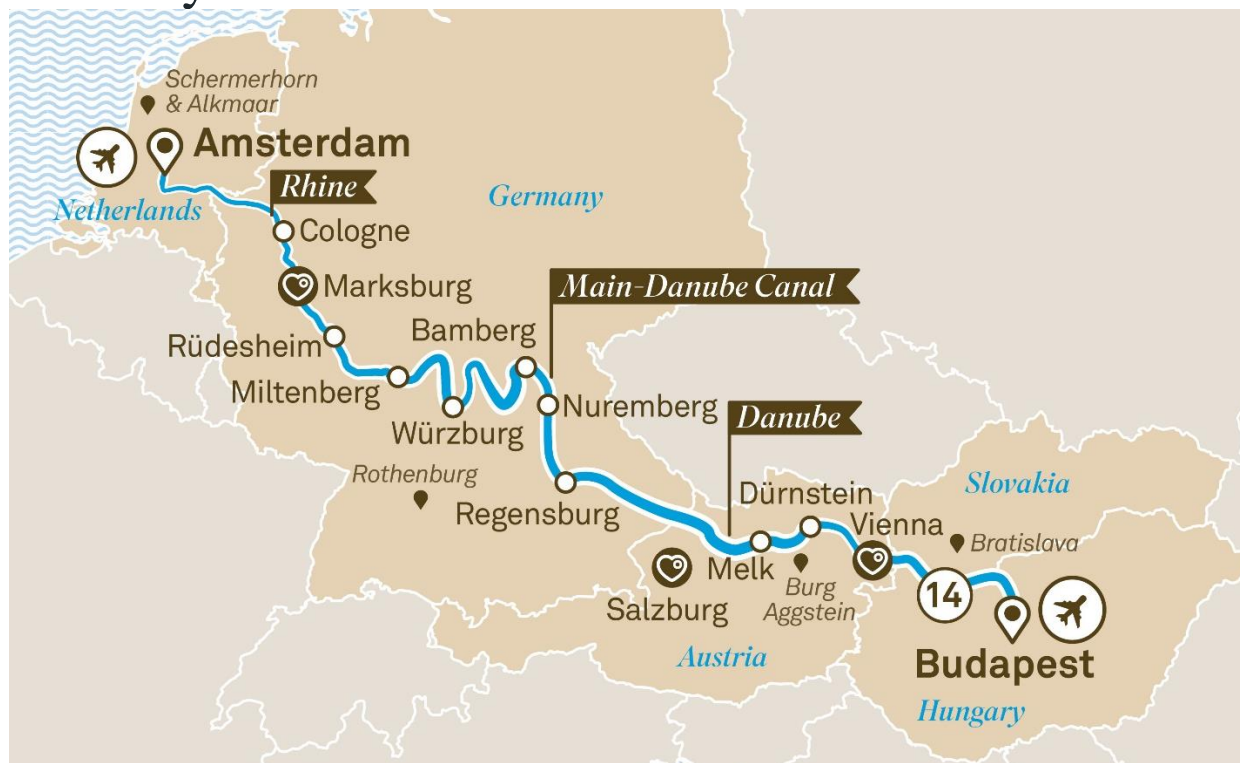 Schermerhorn
& Alkmaar
Amsterdam
Netherlands
Rhine
Germany
Cologne
Marksburg
Main-Danube Canal
Bamberg
Rüdesheim
Miltenberg
Nuremberg
Würzburg
Danube
Rothenburg
Regensburg
Dürnstein
Slovakia
Vienna
Bratislava
Melk
Burg
Aggstein
14
Salzburg
Austria
Budapest
Hungary